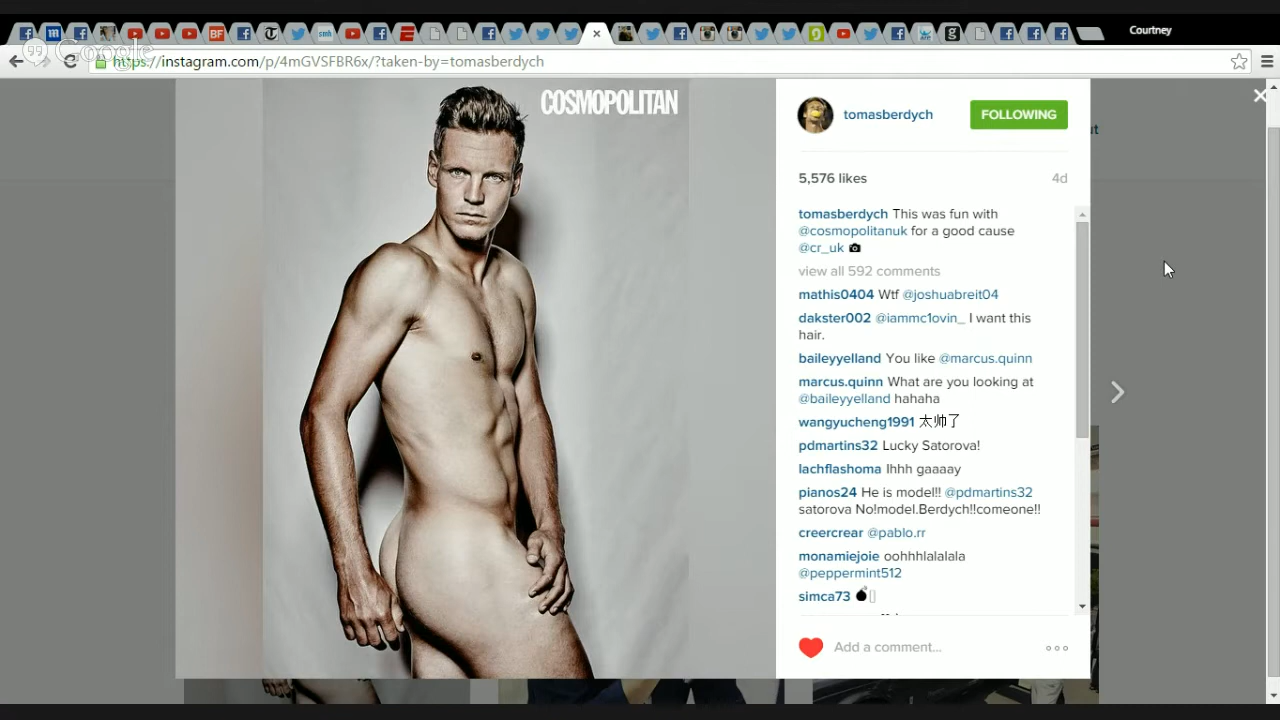 Courtney
Google
https://instagram.com/p/4mGVSFBR6x/?taken-by=tomasberdych
COSMOPOLITAN
tomasberdych
FOLLOWING
5,576 likes
4d
tomasberdych This was fun with
@cosmopolitanuk for a good cause
@cr_uk
view all 592 comments
mathis0404 Wtf @joshuabreit04
dakster002 @iammc1ovin_ I want this
hair.
baileyyelland You like @marcus.quinn
marcus.quinn What are you looking at
@baileyyelland hahaha
wangyucheng1991 太帅了
pdmartins32 Lucky Satorova!
lachflashoma Ihhh gaaaay
pianos24 He is model!! @pdmartins32
satorova No!model.Berdych!!someone!!
creercrear @pablo.rr
monamiejoie oohhhlalalala
@peppermint512
simca73
Add a comment...